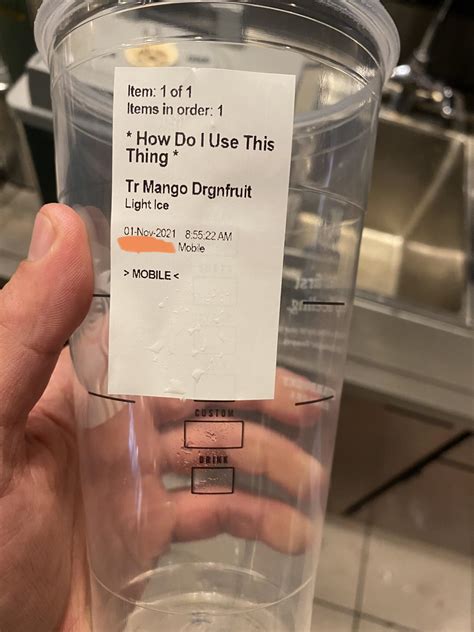 Item: 1 of 1
Items in order: 1
* How Do I Use This
Thing *
Tr Mango Drgnfruit
Light Ice
01-Nov-2021 8:55:22 AM
Mobile
> MOBILE <
CUSTOM
DRINK